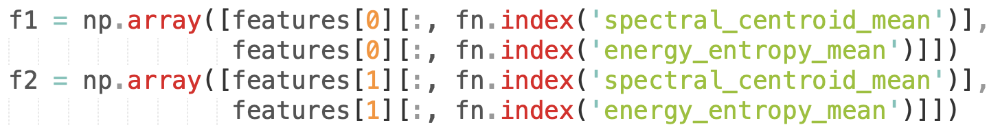 f1 = np.array([features[0][:, fn.index('spectral_centroid_mean')],
features[0][:, fn.index('energy_entropy_mean')]])
f2 = np.array([features[1][:, fn.index('spectral_centroid_mean')],
features[1][:, fn.index('energy_entropy_mean')]])